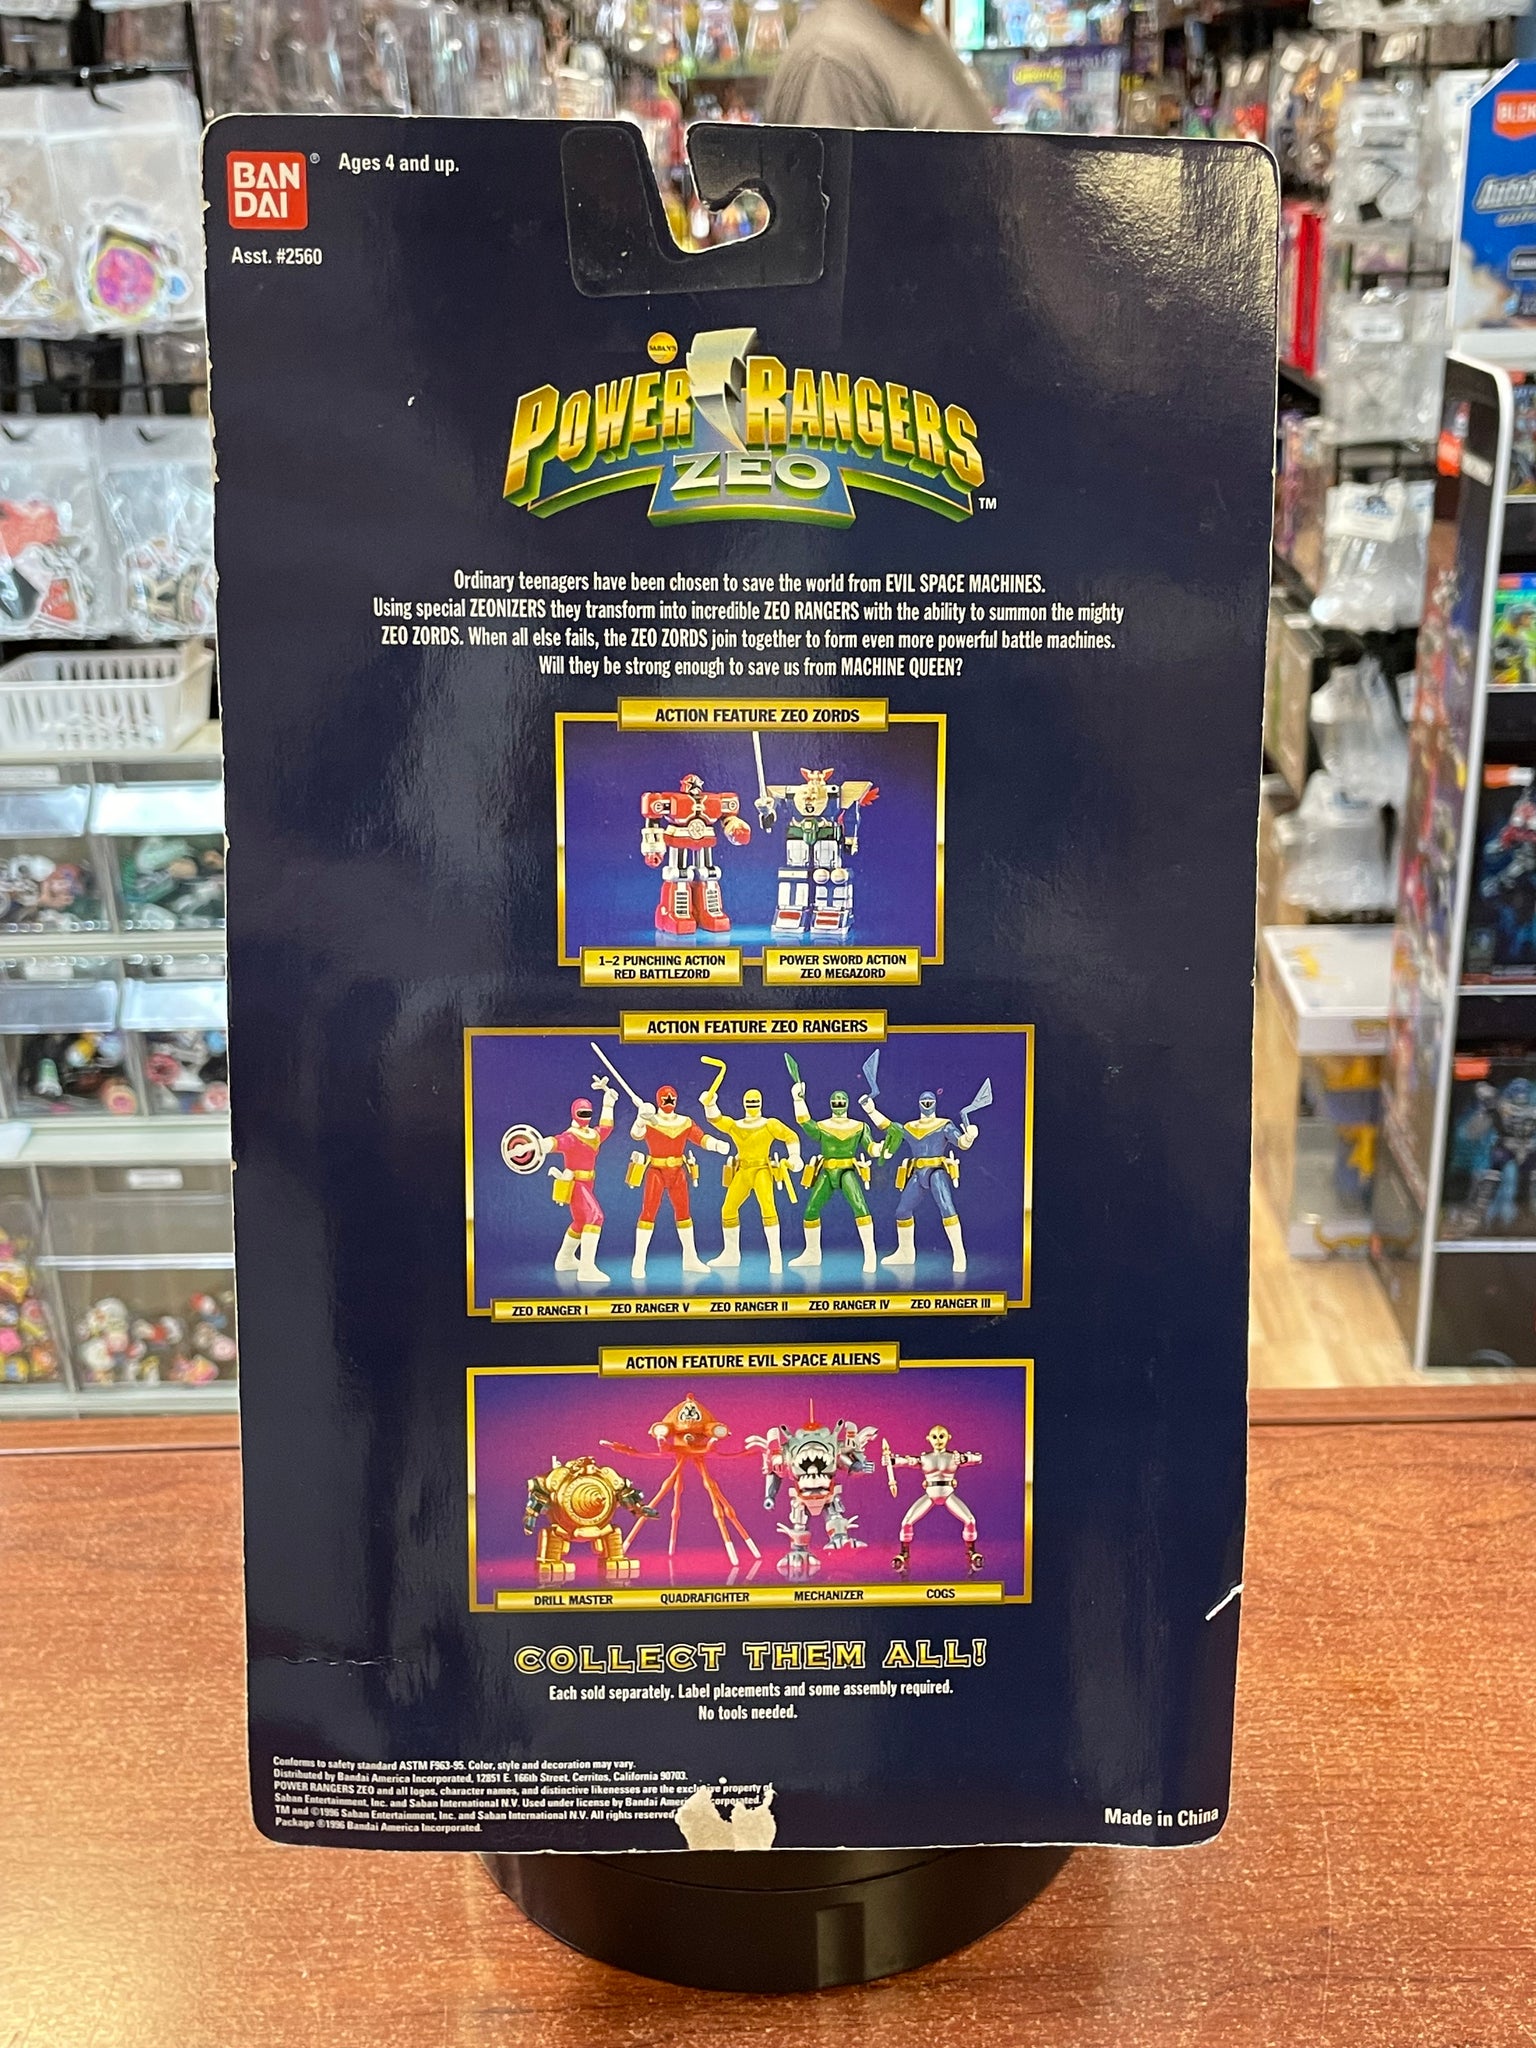 BAN
DAI
®
Ages 4 and up.
Asst. #2560
SABAN'S
POWER RANGERS
ZEO
TM
Ordinary teenagers have been chosen to save the world from EVIL SPACE MACHINES.
Using special ZEONIZERS they transform into incredible ZEO RANGERS with the ability to summon the mighty
ZEO ZORDS. When all else fails, the ZEO ZORDS join together to form even more powerful battle machines.
Will they be strong enough to save us from MACHINE QUEEN?
ACTION FEATURE ZEO ZORDS
1-2 PUNCHING ACTION
RED BATTLEZORD
POWER SWORD ACTION
ZEO MEGAZORD
ACTION FEATURE ZEO RANGERS
ZEO RANGER I ZEO RANGER V ZEO RANGER II ZEO RANGER IV ZEO RANGER III
ACTION FEATURE EVIL SPACE ALIENS
DRILL MASTER QUADRAFIGHTER MECHANIZER COGS
COLLECT THEM ALL!
Each sold separately. Label placements and some assembly required.
No tools needed.
Conforms to safety standard ASTM F963-95. Color, style and decoration may vary.
Distributed by Bandai America Incorporated, 12851 E. 166th Street, Cerritos, California 90703.
POWER RANGERS ZEO and all logos, character names, and distinctive likenesses are the exclusive property of
Saban Entertainment, Inc. and Saban International N.V. Used under license by Bandai America Incorporated.
TM and ©1996 Saban Entertainment, Inc. and Saban International N.V. All rights reserved.
Package ©1996 Bandai America Incorporated.
Made in China